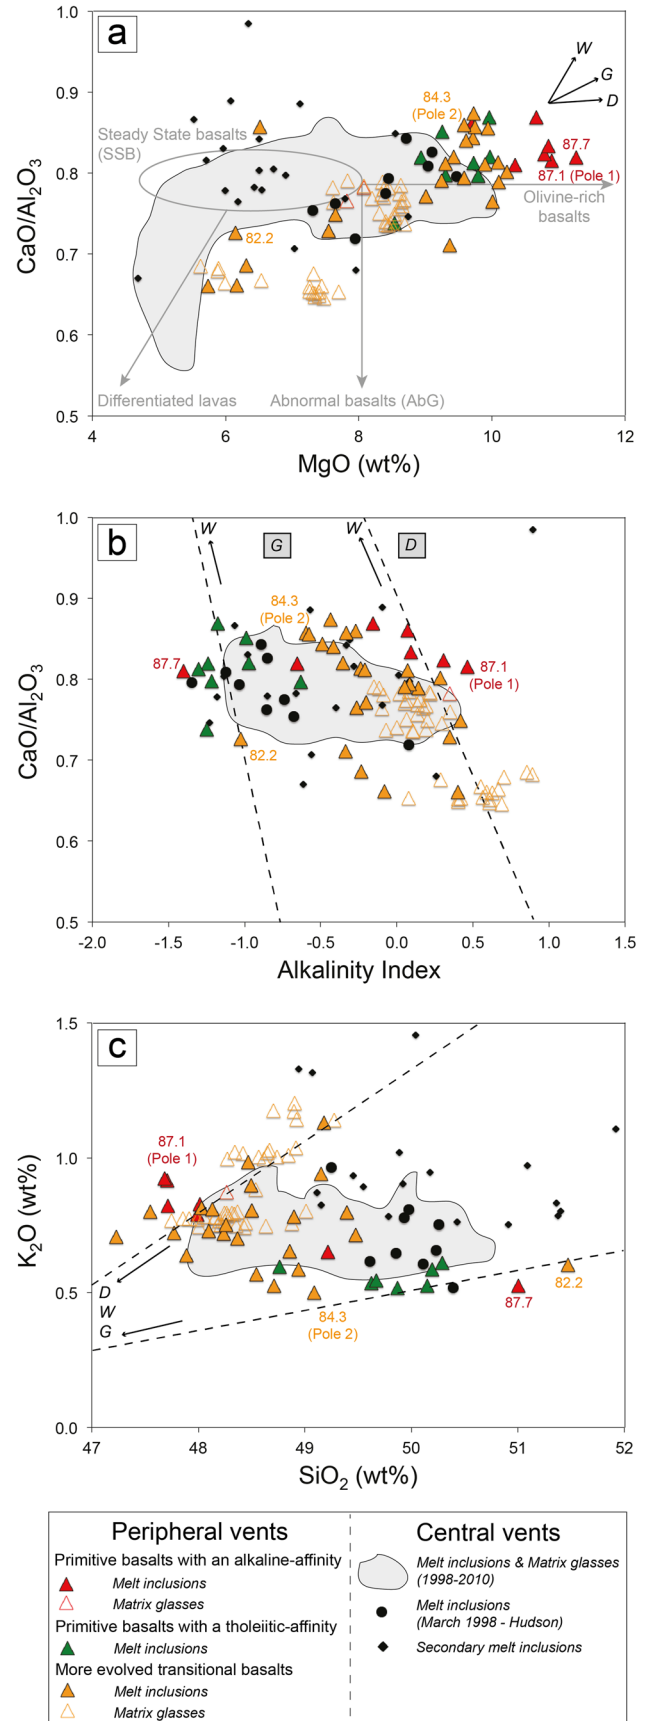 a
1.0
0.9
0.8
0.7
0.6
0.5
CaO/Al₂O₃
4
6
8
10
12
MgO (wt%)
W
G
D
84.3
(Pole 2)
87.7
87.1 (Pole 1)
Steady State basalts
(SSB)
Olivine-rich
basalts
82.2
Differentiated lavas
Abnormal basalts (AbG)
b
1.0
0.9
0.8
0.7
0.6
0.5
CaO/Al₂O₃
-2.0
-1.5
-1.0
-0.5
0.0
0.5
1.0
1.5
Alkalinity Index
W
G
W
D
84.3
(Pole 2)
87.7
87.1
(Pole 1)
82.2
c
1.5
1.0
0.5
0.0
K₂O (wt%)
47
48
49
50
51
52
SiO₂ (wt%)
87.1
(Pole 1)
D
W
G
84.3
(Pole 2)
87.7
82.2
Peripheral vents
Primitive basalts with an alkaline-affinity
Melt inclusions
Matrix glasses
Primitive basalts with a tholeiitic-affinity
Melt inclusions
More evolved transitional basalts
Melt inclusions
Matrix glasses
Central vents
Melt inclusions & Matrix glasses
(1998-2010)
Melt inclusions
(March 1998 - Hudson)
Secondary melt inclusions